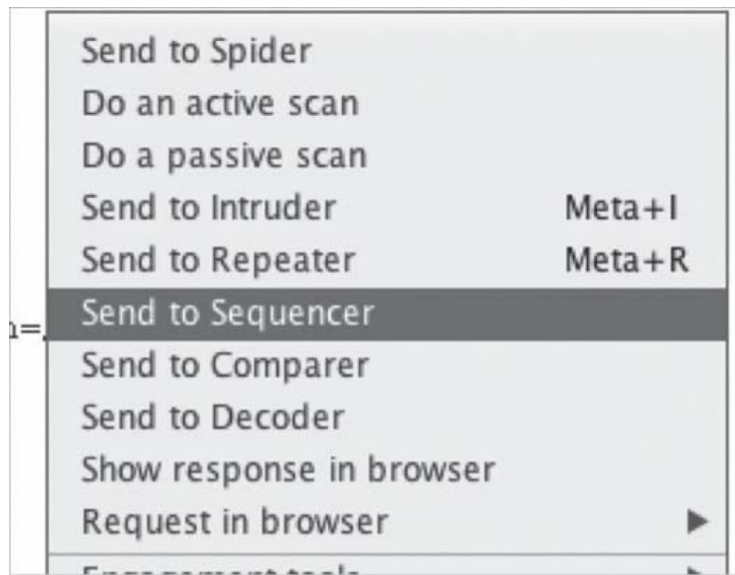 Send to Spider
Do an active scan
Do a passive scan
Send to Intruder Meta+I
Send to Repeater Meta+R
Send to Sequencer
Send to Comparer
Send to Decoder
Show response in browser
Request in browser